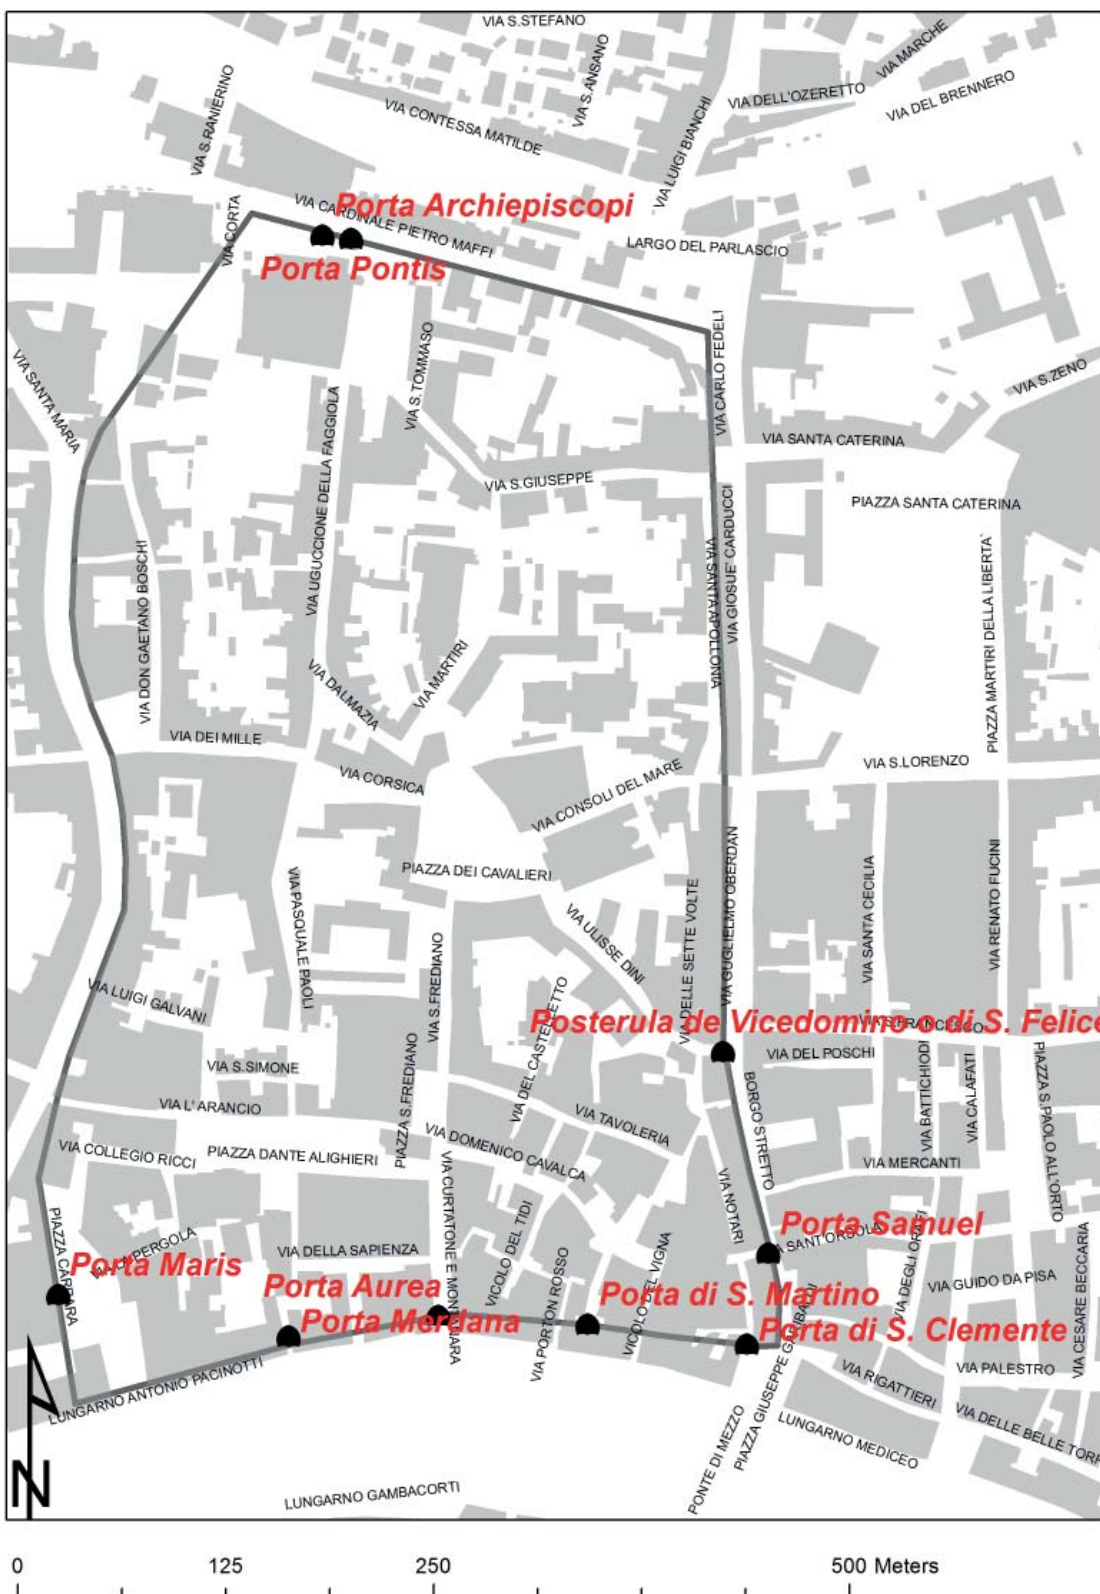 VIA S.STEFANO
VIA MARCHE
VIA S.ANSANO
VIA S.RANIERINO
VIA CONTESSA MATILDE
VIA LUIGI BIANCHI
VIA DELL'OZERETTO
VIA DEL BRENNERO
VIA CORTA
VIA CARDINALE PIETRO MAFFI
Porta Archiepiscopi
LARGO DEL PARLASCIO
Porta Pontis
VIA SANTA MARIA
VIA S.TOMMASO
VIA CARLO FEDELI
VIA S.ZENO
VIA UGUCCIONE DELLA FAGGIOLA
VIA SANTA CATERINA
VIA S.GIUSEPPE
PIAZZA SANTA CATERINA
VIA DON GAETANO BOSCHI
VIA SANTA APOLLONIA
VIA GIOSUE' CARDUCCI
PIAZZA MARTIRI DELLA LIBERTA'
VIA DALMAZIA
VIA MARTIRI
VIA DEI MILLE
VIA CORSICA
VIA CONSOLI DEL MARE
VIA S.LORENZO
PIAZZA DEI CAVALIERI
VIA PASQUALE PAOLI
VIA S.FREDIANO
VIA ULISSE DINI
VIA DELLE SETTE VOLTE
VIA GUGLIELMO OBERDAN
VIA SANTA CECILIA
VIA RENATO FUCINI
VIA LUIGI GALVANI
VIA DEL CASTELLETTO
Posterula de Vicedomino o di S. Felice
VIA S.FRANCESCO
VIA DEL POSCHI
VIA S.SIMONE
PIAZZA S.FREDIANO
VIA L' ARANCIO
VIA TAVOLERIA
BORGO STRETTO
VIA BATTICHIODI
VIA CALAFATI
PIAZZA S.PAOLO ALL'ORTO
VIA COLLEGIO RICCI
PIAZZA DANTE ALIGHIERI
VIA DOMENICO CAVALCA
VIA MERCANTI
VIA CURTATONE E MONTANARA
VICOLO DEL TIDI
VIA NOTARI
Porta Samuel
SANT'ORSOLA
VIA DEGLI ORAFI
PIAZZA CARRARA
VIA DELLA SAPIENZA
Porta Maris
Porta Aurea
Porta Merdana
VIA PORTON ROSSO
VICOLO DEL VIGNA
Porta di S. Martino
VIA GUIDO DA PISA
VIA CESARE BECCARIA
Porta di S. Clemente
PIAZZA GIUSEPPE GARIBALDI
VIA RIGATTIERI
VIA PALESTRO
LUNGARNO ANTONIO PACINOTTI
PONTE DI MEZZO
LUNGARNO MEDICEO
VIA DELLE BELLE TORR
N
LUNGARNO GAMBACORTI
0 125 250 500 Meters